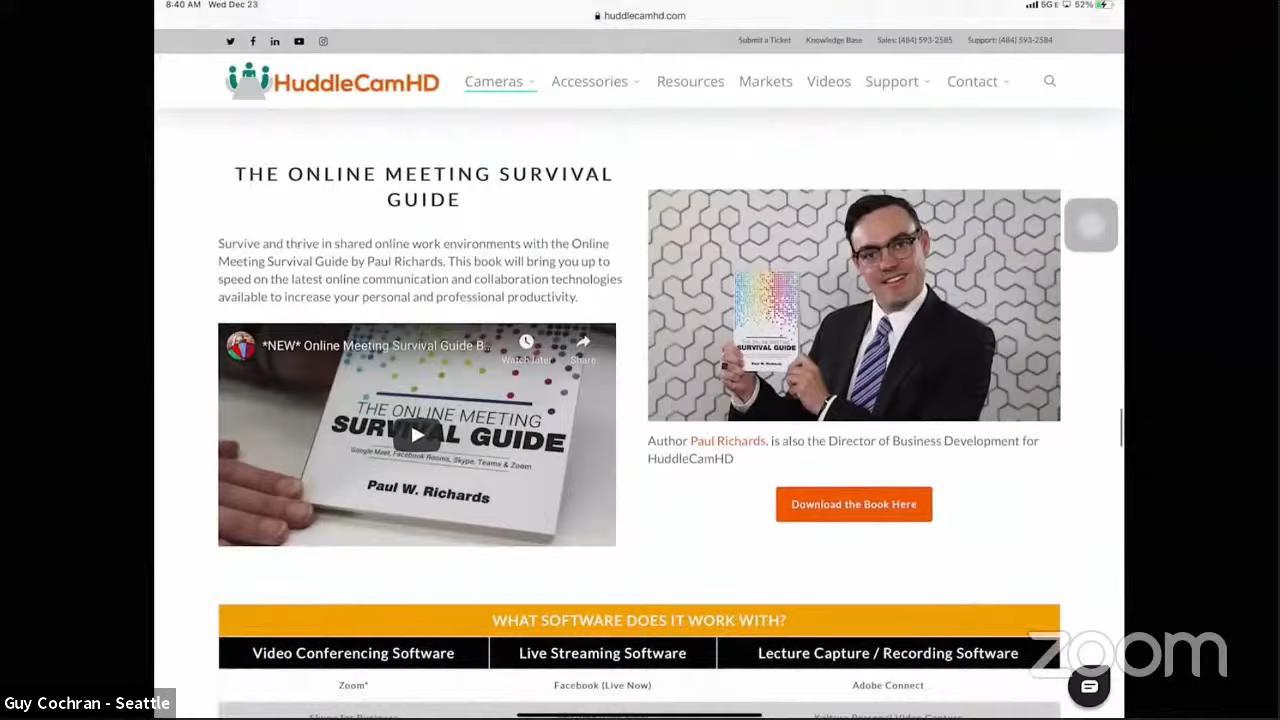 8:40 AM Wed Dec 23
huddlecamhd.com
5G E 52%
Submit a Ticket Knowledge Base Sales: (484) 593-2585 Support: (484) 593-2584
HuddleCamHD Cameras Accessories Resources Markets Videos Support Contact
THE ONLINE MEETING SURVIVAL
GUIDE
Survive and thrive in shared online work environments with the Online
Meeting Survival Guide by Paul Richards. This book will bring you up to
speed on the latest online communication and collaboration technologies
available to increase your personal and professional productivity.
*NEW* Online Meeting Survival Guide B...
Watch later Share
THE ONLINE MEETING
SURVIVAL GUIDE
Google Meet, Facebook Rooms, Skype, Teams & Zoom
Paul W. Richards
THE ONLINE MEETING
SURVIVAL GUIDE
Paul W. Richards
Author Paul Richards, is also the Director of Business Development for
HuddleCamHD
Download the Book Here
WHAT SOFTWARE DOES IT WORK WITH?
Video Conferencing Software Live Streaming Software Lecture Capture / Recording Software
Zoom* Facebook (Live Now) Adobe Connect
zoom
Guy Cochran - Seattle